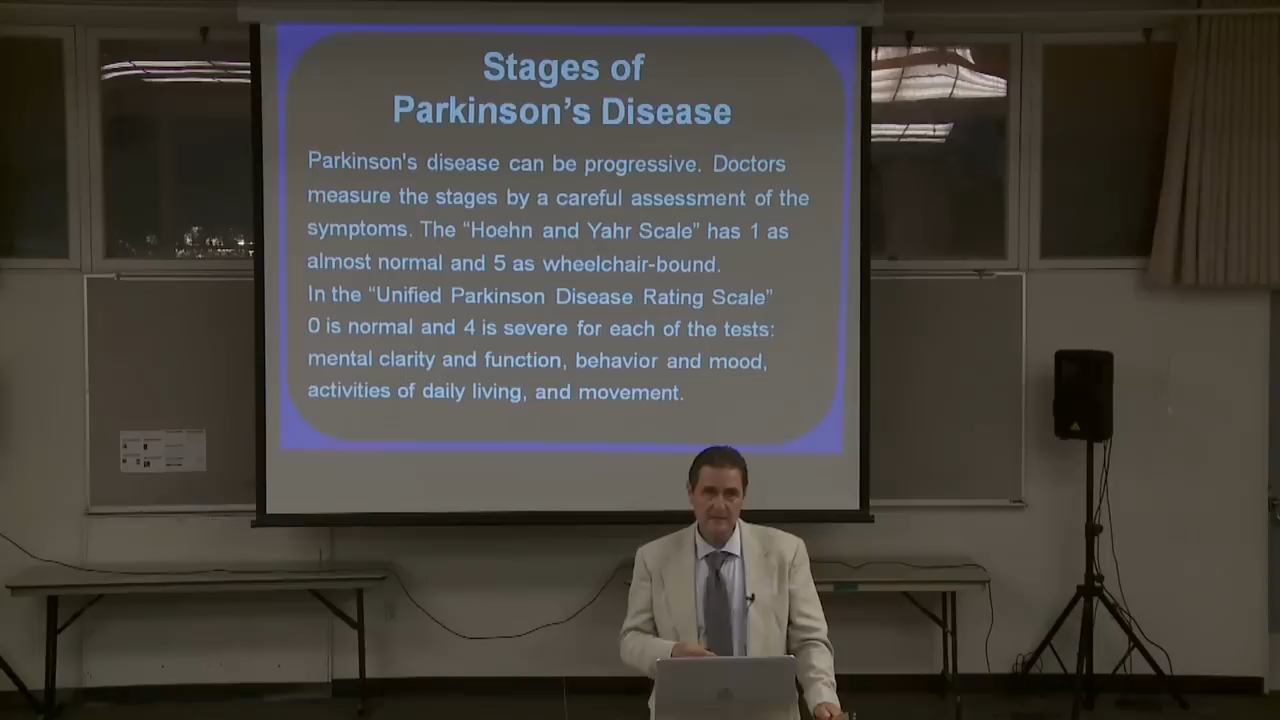 Stages of
Parkinson's Disease
Parkinson's disease can be progressive. Doctors
measure the stages by a careful assessment of the
symptoms. The “Hoehn and Yahr Scale” has 1 as
almost normal and 5 as wheelchair-bound.
In the “Unified Parkinson Disease Rating Scale”
0 is normal and 4 is severe for each of the tests:
mental clarity and function, behavior and mood,
activities of daily living, and movement.